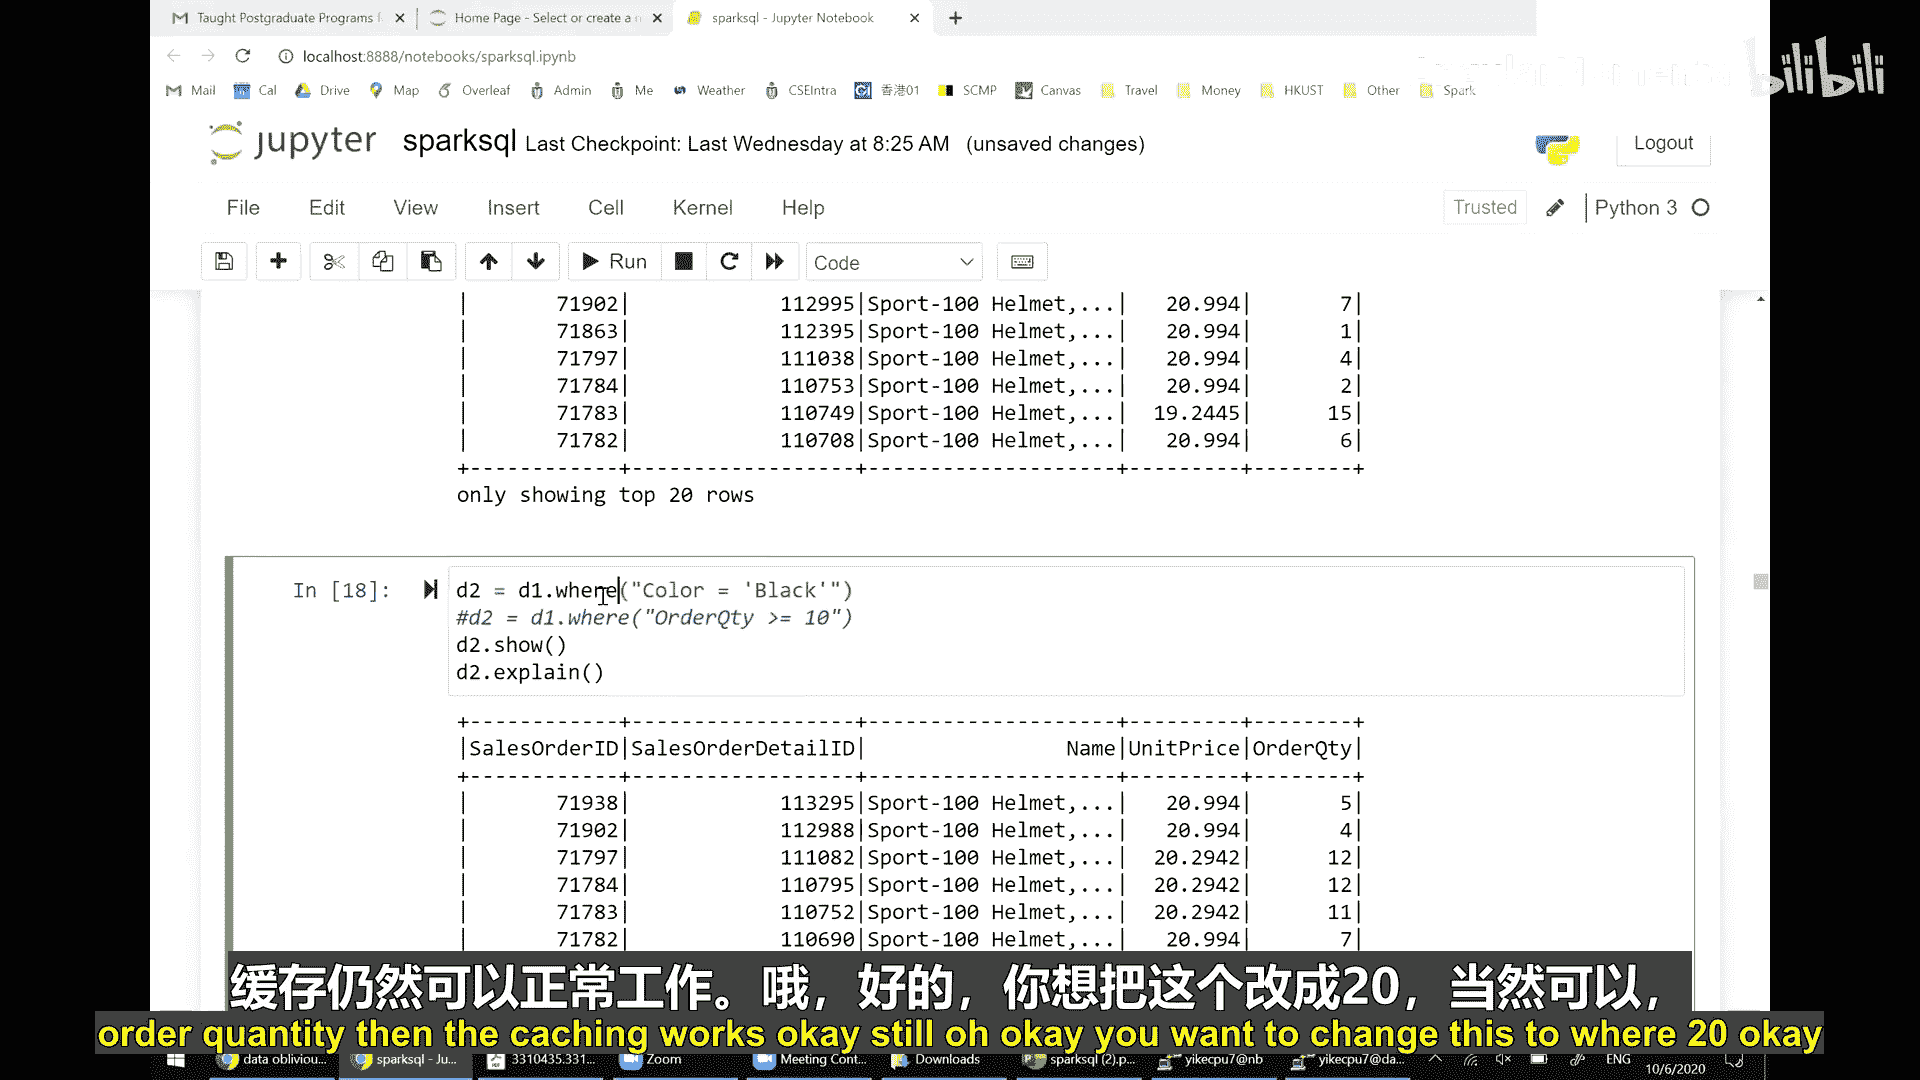 Taught Postgraduate Programs f
Home Page - Select or create a n
sparksql - Jupyter Notebook
localhost:8888/notebooks/sparksql.ipynb
bilibili
Mail Cal Drive Map Overleaf Admin Me Weather CSEIntra 香港01 SCMP Canvas Travel Money HKUST Other Spark
jupyter sparksql Last Checkpoint: Last Wednesday at 8:25 AM (unsaved changes)
Logout
File Edit View Insert Cell Kernel Help
Trusted Python 3
Run Code
| 71902| 112995|Sport-100 Helmet,...| 20.994| 7|
| 71863| 112395|Sport-100 Helmet,...| 20.994| 1|
| 71797| 111038|Sport-100 Helmet,...| 20.994| 4|
| 71784| 110753|Sport-100 Helmet,...| 20.994| 2|
| 71783| 110749|Sport-100 Helmet,...| 19.2445| 15|
| 71782| 110708|Sport-100 Helmet,...| 20.994| 6|
+------------+------------------+--------------------+---------+--------+
only showing top 20 rows
In [18]: d2 = d1.where("Color = 'Black'")
#d2 = d1.where("OrderQty >= 10")
d2.show()
d2.explain()
+------------+------------------+--------------------+---------+--------+
|SalesOrderID|SalesOrderDetailID| Name|UnitPrice|OrderQty|
+------------+------------------+--------------------+---------+--------+
| 71938| 113295|Sport-100 Helmet,...| 20.994| 5|
| 71902| 112988|Sport-100 Helmet,...| 20.994| 4|
| 71797| 111082|Sport-100 Helmet,...| 20.2942| 12|
| 71784| 110795|Sport-100 Helmet,...| 20.2942| 12|
| 71783| 110752|Sport-100 Helmet,...| 20.2942| 11|
| 71782| 110690|Sport-100 Helmet,...| 20.994| 7|
缓存仍然可以正常工作。哦，好的，你想把这个改成20，当然可以，
order quantity then the caching works okay still oh okay you want to change this to where 20 okay
data obliviou... sparksql - Ju... 3310435.331... Zoom Meeting Cont... Downloads sparksql (2).p... yikecpu7@nb yikecpu7@da... ENG
10/6/2020